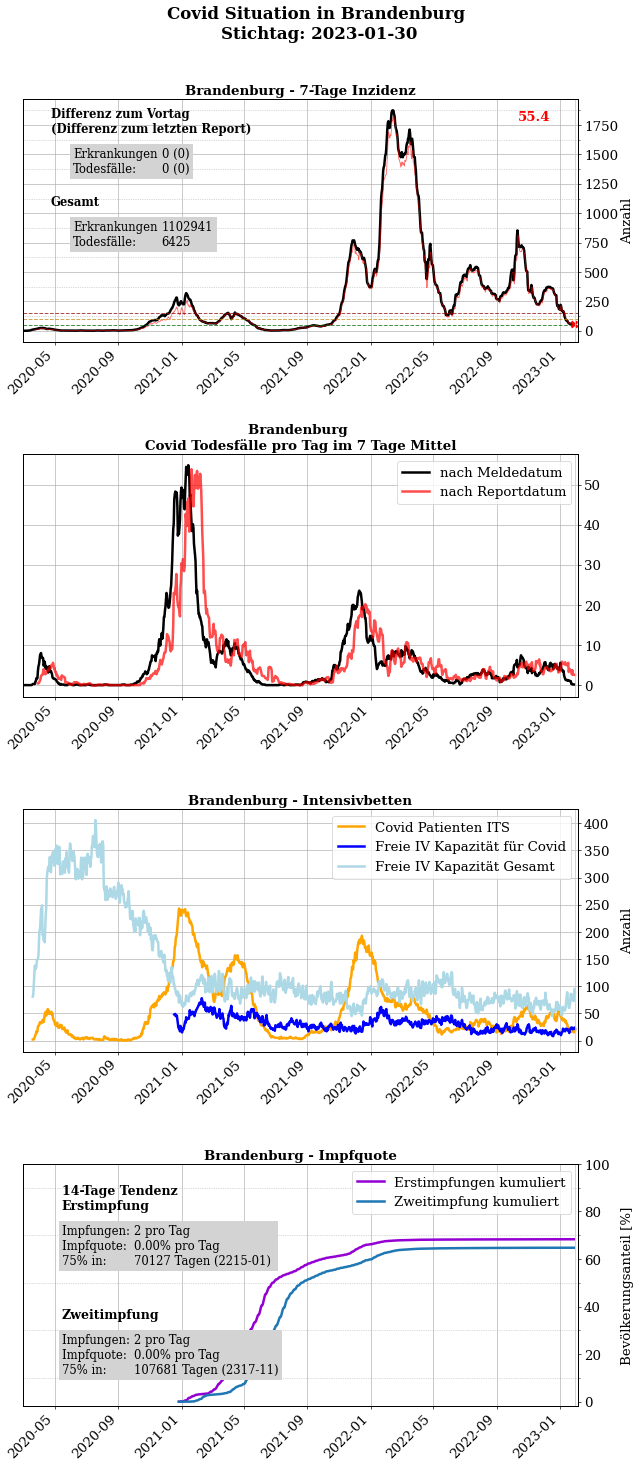 Covid Situation in Brandenburg
Stichtag: 2023-01-30
Brandenburg - 7-Tage Inzidenz
Differenz zum Vortag
(Differenz zum letzten Report)
Erkrankungen 0 (0)
Todesfälle: 0 (0)
Gesamt
Erkrankungen 1102941
Todesfälle: 6425
55.4
1750
1500
1250
1000
750
500
250
0
Anzahl
2020-05
2020-09
2021-01
2021-05
2021-09
2022-01
2022-05
2022-09
2023-01
Brandenburg
Covid Todesfälle pro Tag im 7 Tage Mittel
nach Meldedatum
nach Reportdatum
50
40
30
20
10
0
2020-05
2020-09
2021-01
2021-05
2021-09
2022-01
2022-05
2022-09
2023-01
Brandenburg - Intensivbetten
Covid Patienten ITS
Freie IV Kapazität für Covid
Freie IV Kapazität Gesamt
400
350
300
250
200
150
100
50
0
Anzahl
2020-05
2020-09
2021-01
2021-05
2021-09
2022-01
2022-05
2022-09
2023-01
Brandenburg - Impfquote
14-Tage Tendenz
Erstimpfung
Impfungen: 2 pro Tag
Impfquote: 0.00% pro Tag
75% in: 70127 Tagen (2215-01)
Zweitimpfung
Impfungen: 2 pro Tag
Impfquote: 0.00% pro Tag
75% in: 107681 Tagen (2317-11)
Erstimpfungen kumuliert
Zweitimpfung kumuliert
100
80
60
40
20
0
Bevölkerungsanteil [%]
2020-05
2020-09
2021-01
2021-05
2021-09
2022-01
2022-05
2022-09
2023-01